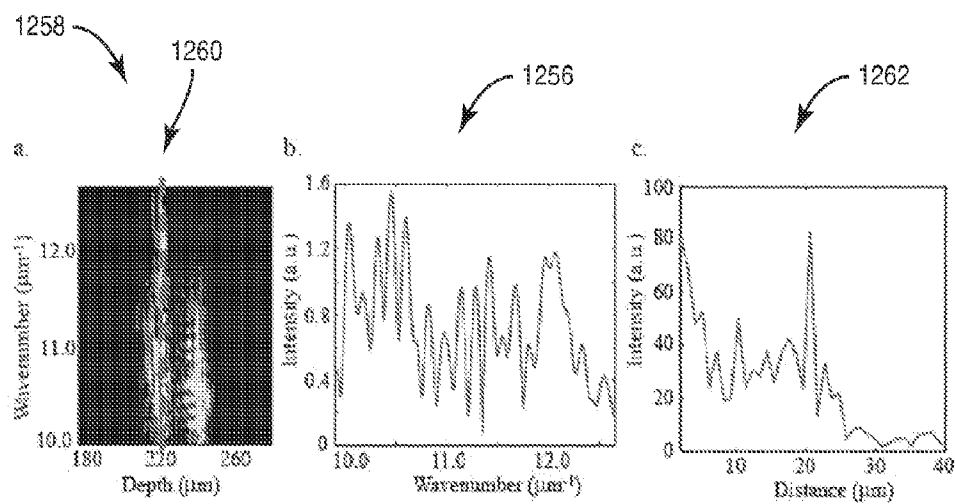 1258
1260
1256
1262
a.
b.
c.
Wavenumber (µm⁻¹)
12.0
11.0
10.0
180 220 260
Depth (µm)
Intensity (a.u.)
1.6
1.2
0.8
0.4
0
10.0 11.0 12.0
Wavenumber (µm⁻¹)
Intensity (a.u.)
100
80
60
40
20
0
10 20 30 40
Distance (µm)